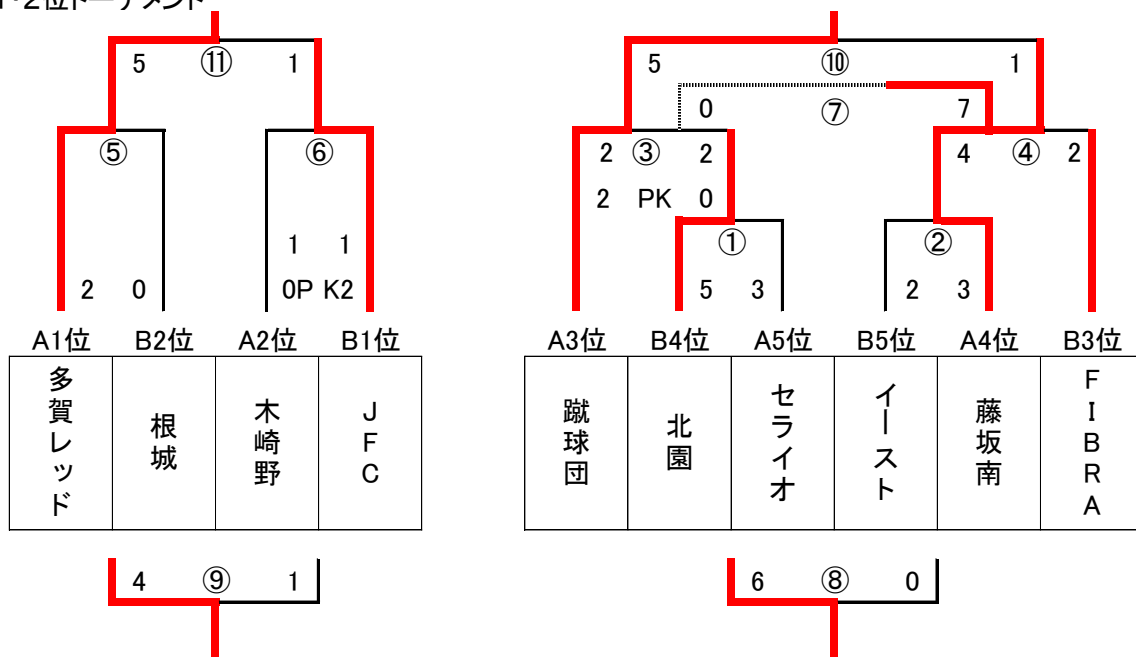 1・2位トーナメント
5 ⑪ 1 5 ⑩ 1
0 ⑦ 7
⑤ ⑥ 2 ③ 2 4 ④ 2
2 PK 0
1 1 ① ②
2 0 0P K2 5 3 2 3
A1位 B2位 A2位 B1位 A3位 B4位 A5位 B5位 A4位 B3位
多賀レッド
根城
木崎野
JFC
蹴球団
北園
セライオ
イースト
藤坂南
FIBRA
4 ⑨ 1 6 ⑧ 0